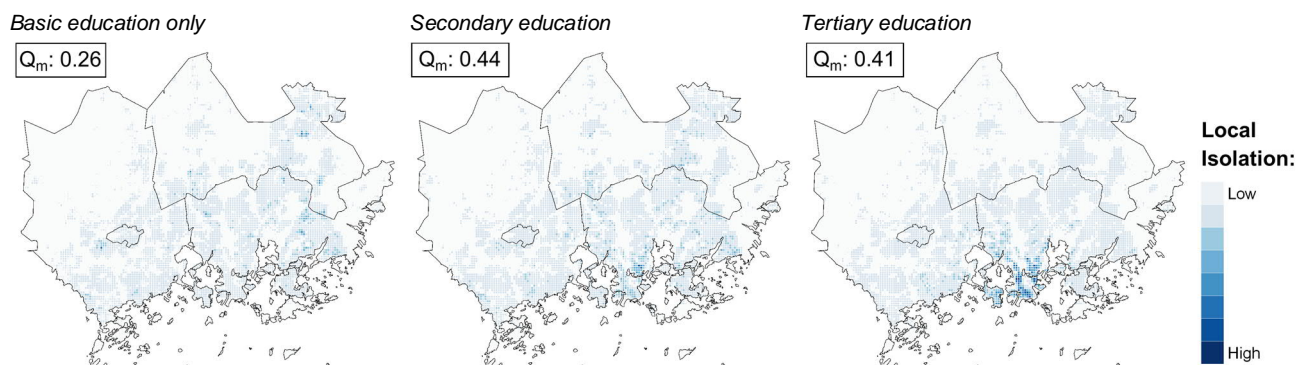 Basic education only
Secondary education
Tertiary education
Qm: 0.26
Qm: 0.44
Qm: 0.41
Local
Isolation:
Low
High